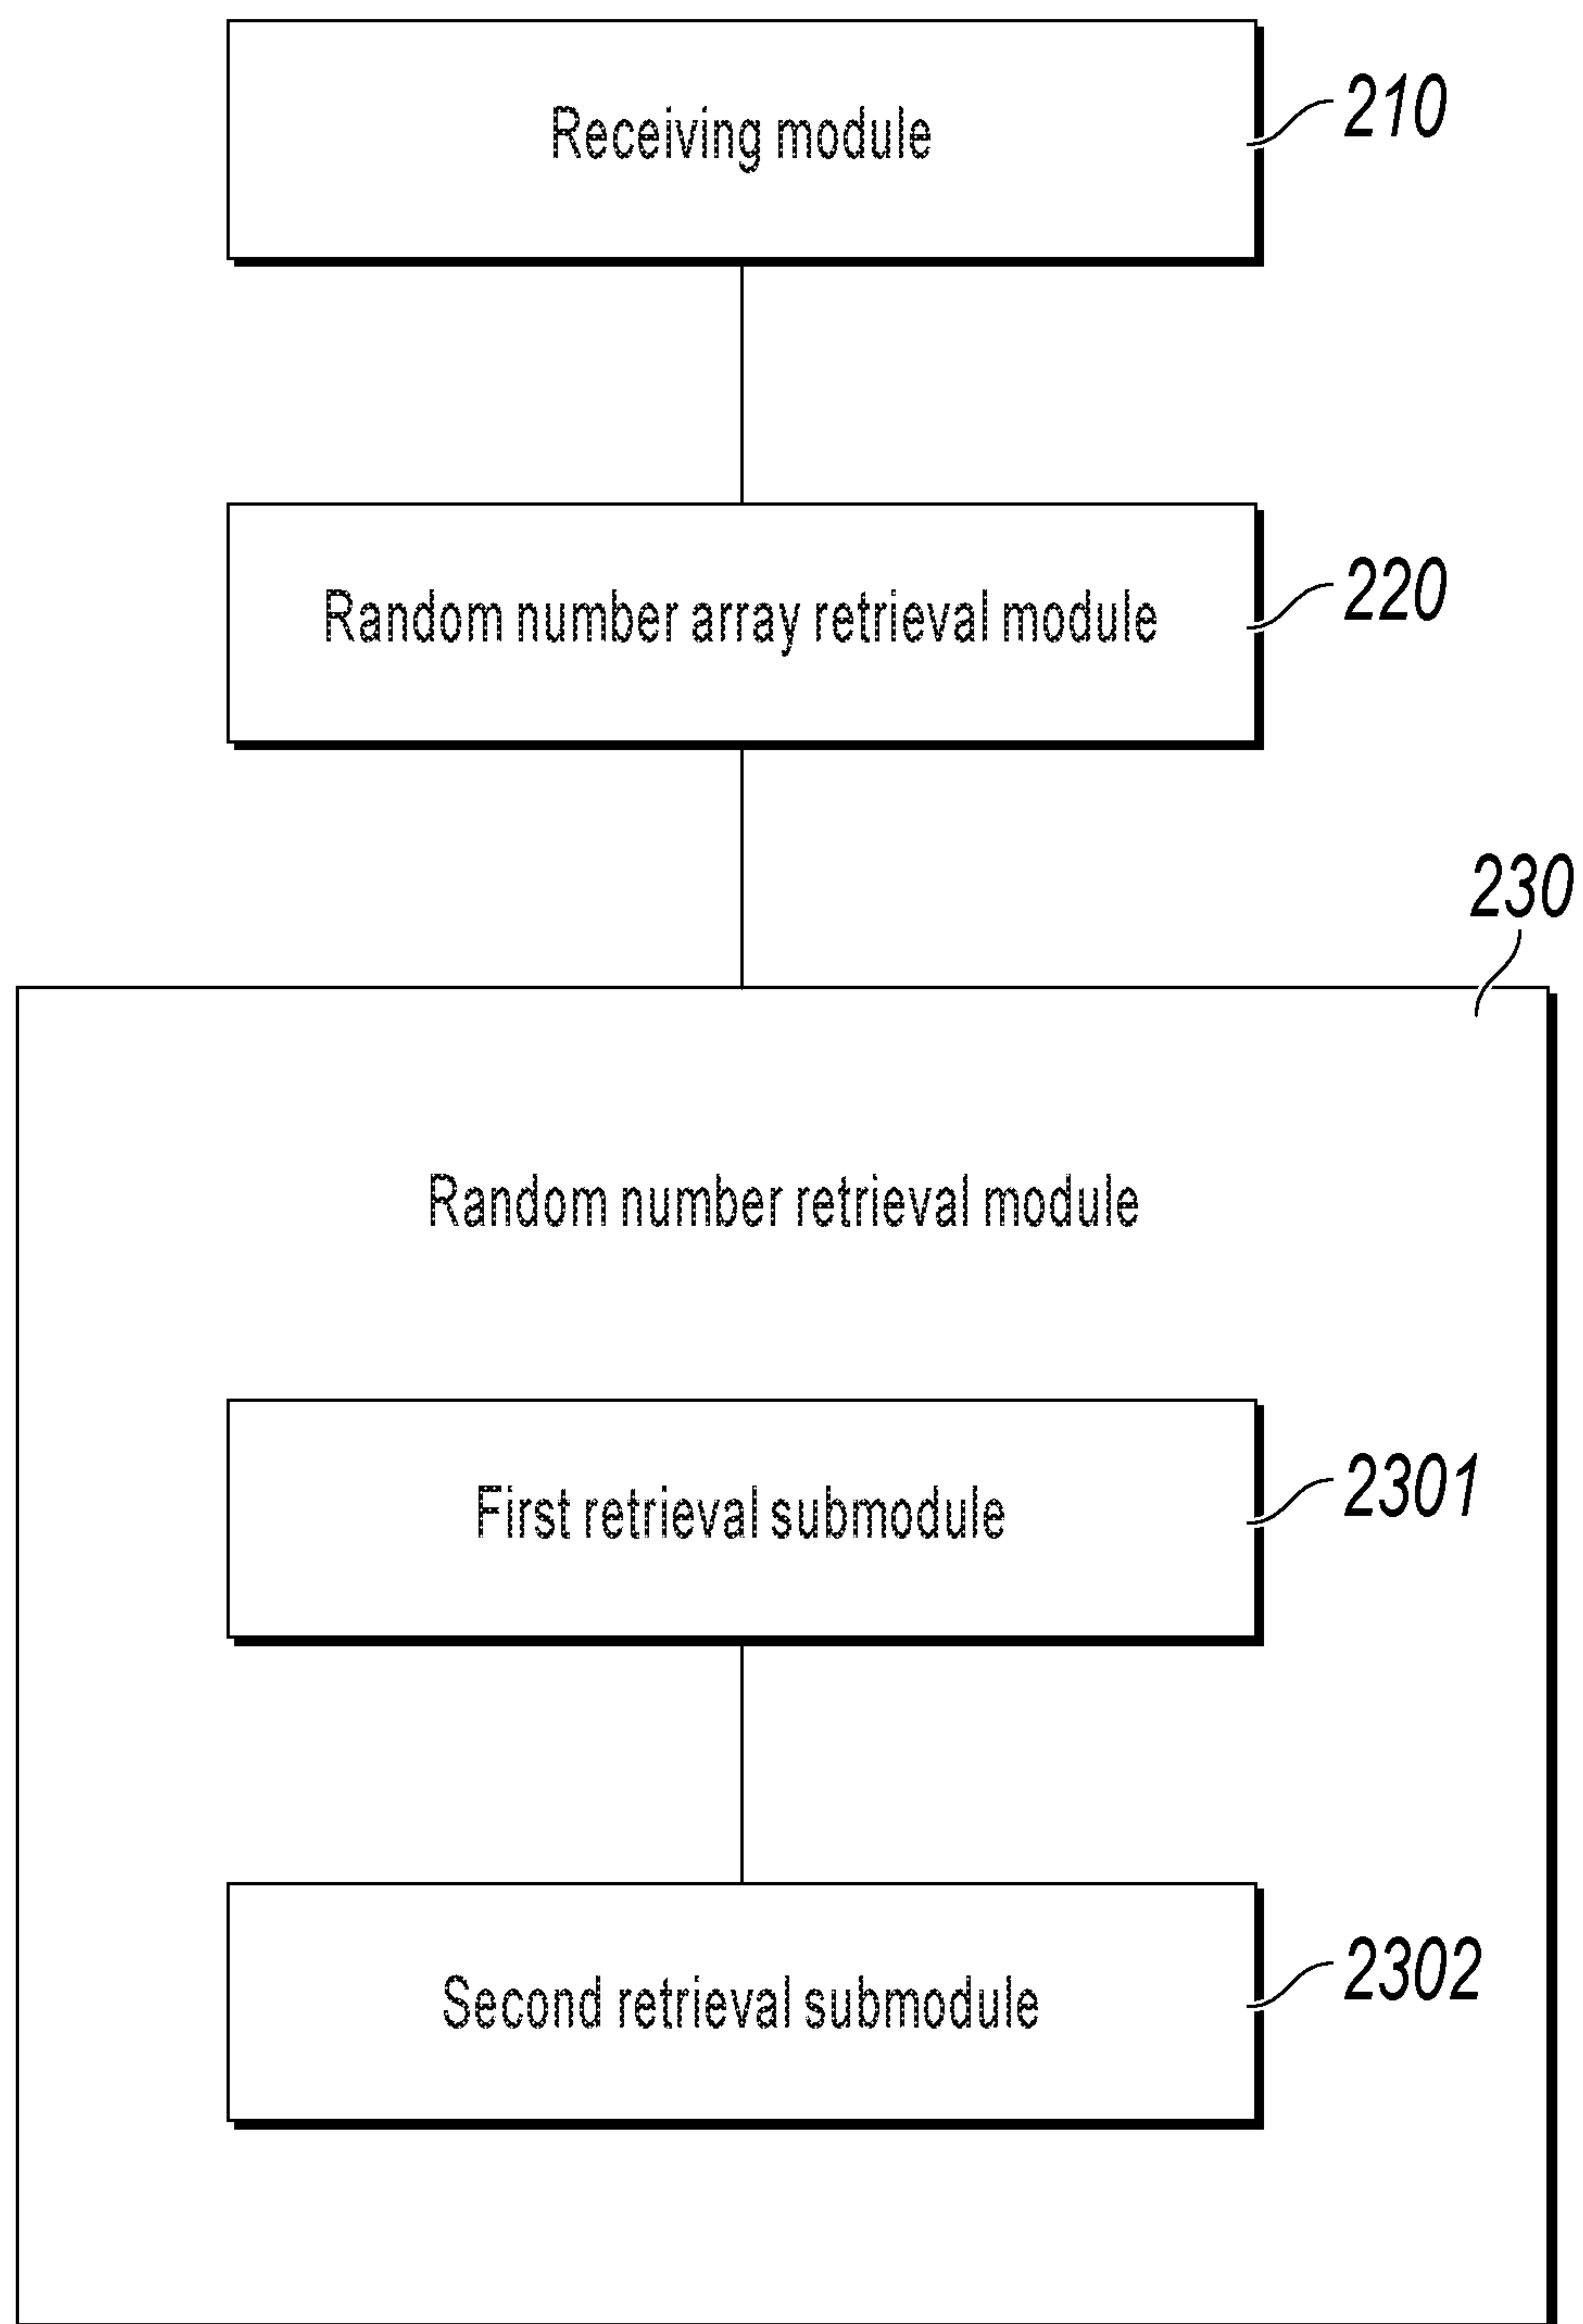 Receiving module
210
Random number array retrieval module
220
230
Random number retrieval module
First retrieval submodule
2301
Second retrieval submodule
2302